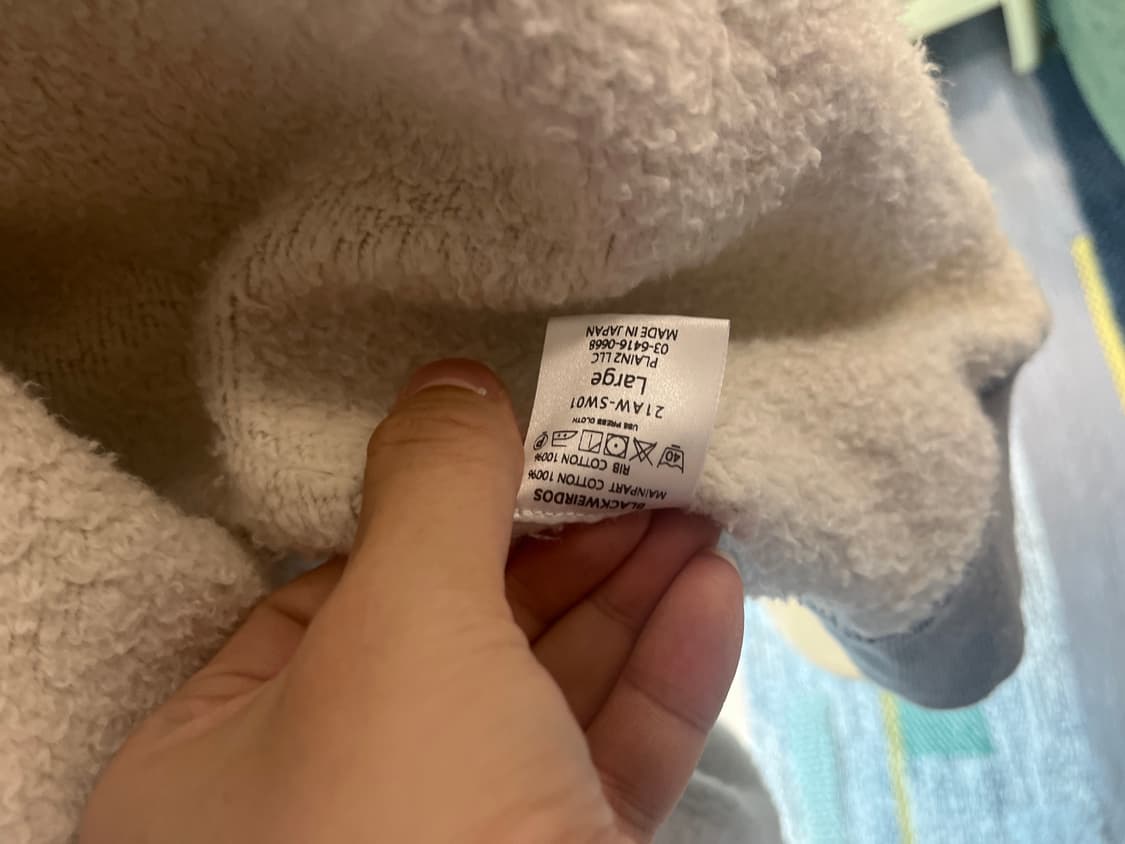 BLACKWEIRDOS
MAINPART COTTON 100%
RIB COTTON 100%
40
USE PRESS CLOTH
21AW-SW01
Large
PLAINZ LLC
03-6416-0668
MADE IN JAPAN